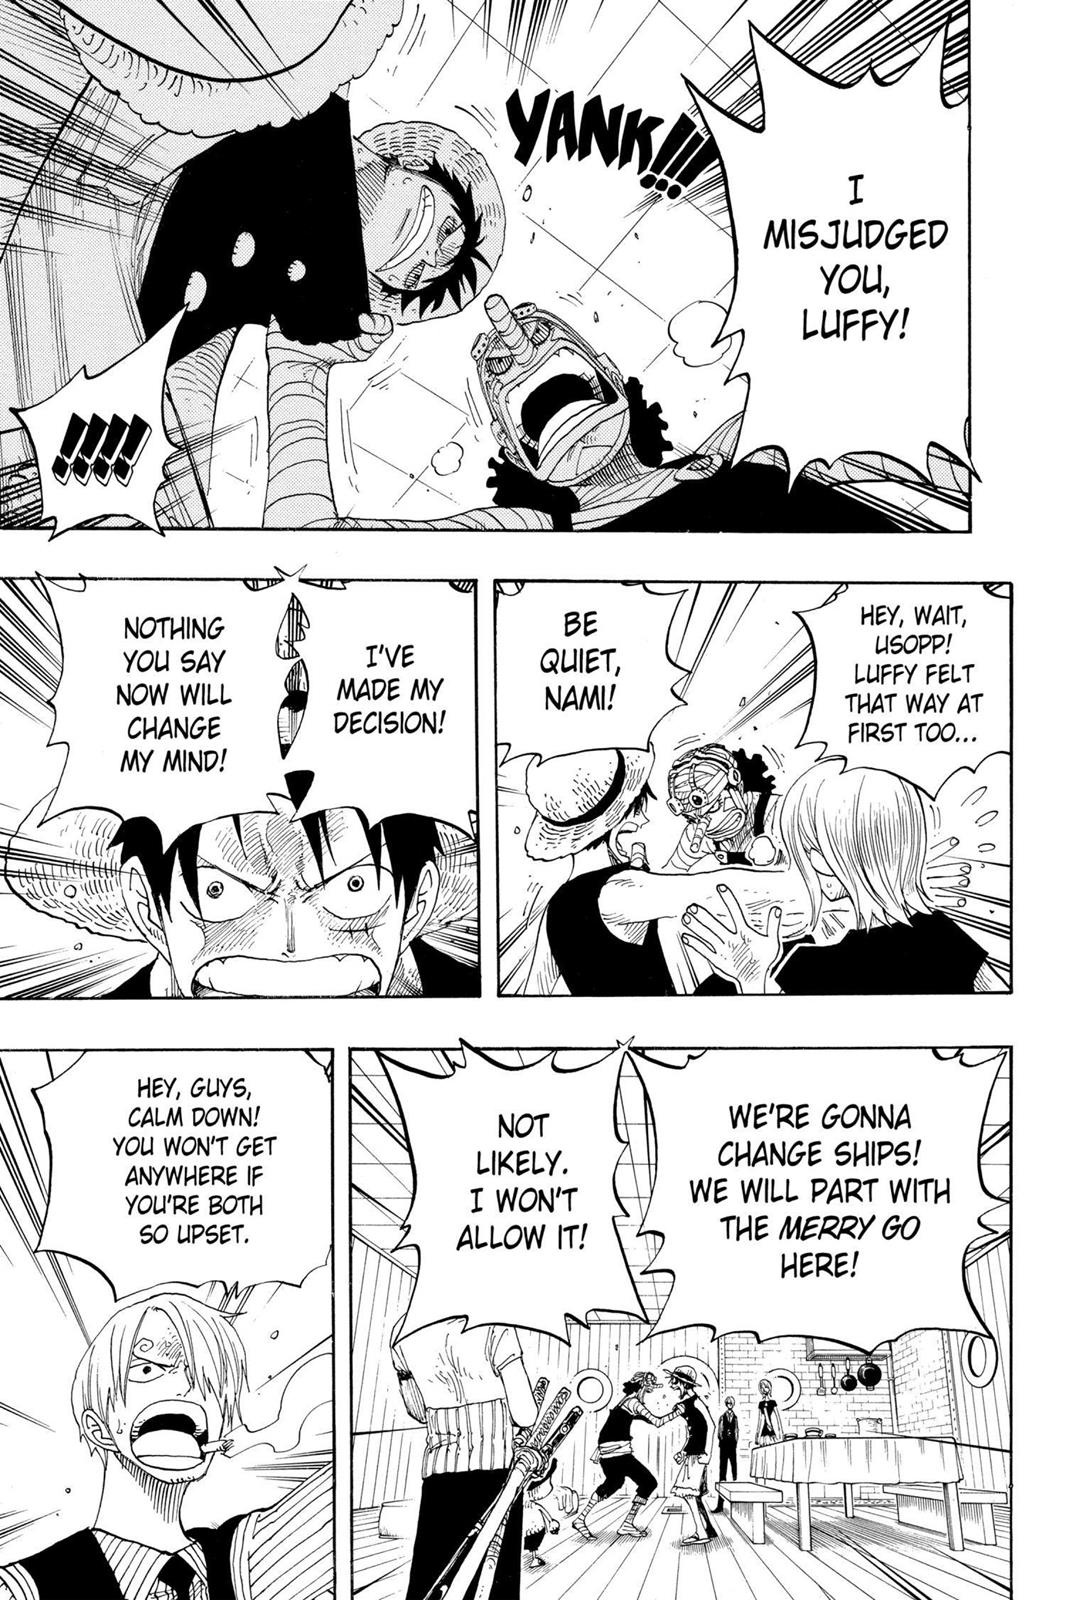 YANK!!!
I
MISJUDGED
YOU,
LUFFY!
!!!!!
HEY, WAIT,
USOPP!
LUFFY FELT
THAT WAY AT
FIRST TOO...
BE
QUIET,
NAMI!
I'VE
MADE MY
DECISION!
NOTHING
YOU SAY
NOW WILL
CHANGE
MY MIND!
WE'RE GONNA
CHANGE SHIPS!
WE WILL PART WITH
THE MERRY GO
HERE!
NOT
LIKELY.
I WON'T
ALLOW IT!
HEY, GUYS,
CALM DOWN!
YOU WON'T GET
ANYWHERE IF
YOU'RE BOTH
SO UPSET.